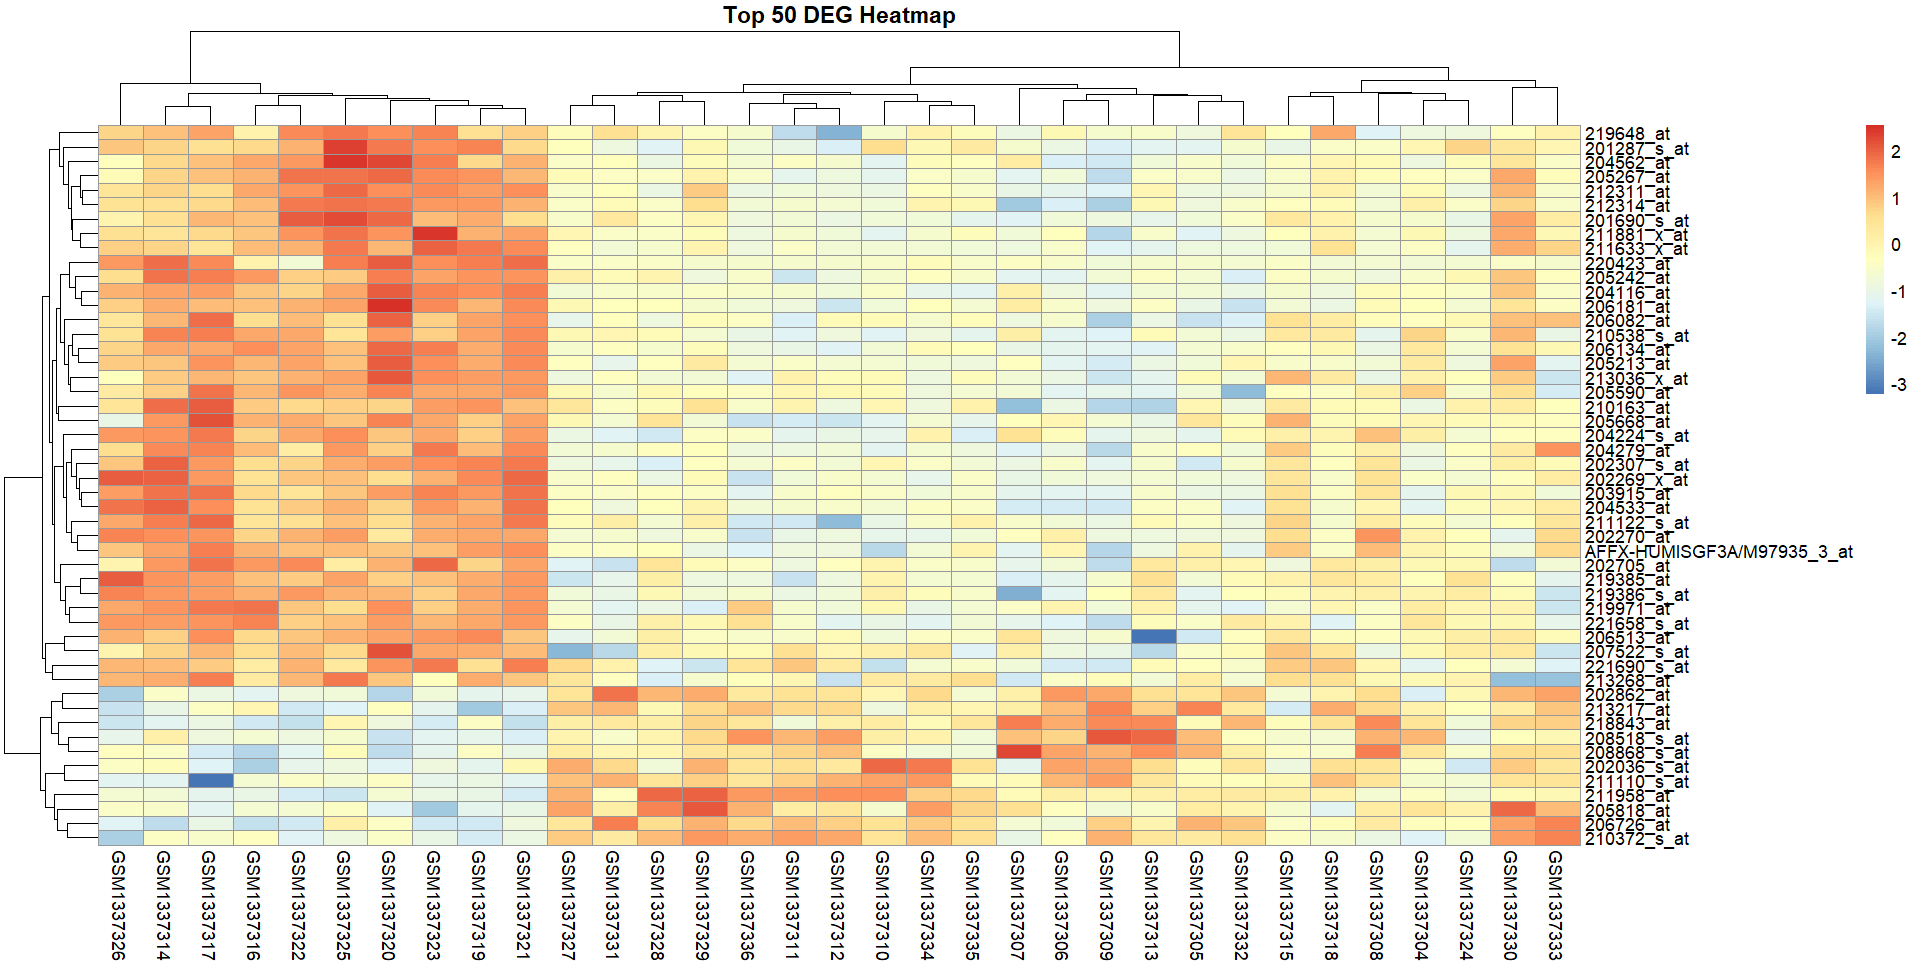 Top 50 DEG Heatmap
219648_at
201287_s_at
204562_at
205267_at
212311_at
212314_at
201690_s_at
211881_x_at
211633_x_at
220423_at
205242_at
204116_at
206181_at
206082_at
210538_s_at
206134_at
205213_at
213036_x_at
205590_at
210163_at
205668_at
204224_s_at
204279_at
202307_s_at
202269_x_at
203915_at
204533_at
211122_s_at
202270_at
AFFX-HUMISGF3A/M97935_3_at
202705_at
219385_at
219386_s_at
219971_at
221658_s_at
206513_at
207522_s_at
221690_s_at
213268_at
202862_at
213217_at
218843_at
208518_s_at
208868_s_at
202036_s_at
211110_s_at
211958_at
205818_at
206726_at
210372_s_at
2
1
0
-1
-2
-3
GSM1337326
GSM1337314
GSM1337317
GSM1337316
GSM1337322
GSM1337325
GSM1337320
GSM1337323
GSM1337319
GSM1337321
GSM1337327
GSM1337331
GSM1337328
GSM1337329
GSM1337336
GSM1337311
GSM1337312
GSM1337310
GSM1337334
GSM1337335
GSM1337307
GSM1337306
GSM1337309
GSM1337313
GSM1337305
GSM1337332
GSM1337315
GSM1337318
GSM1337308
GSM1337304
GSM1337324
GSM1337330
GSM1337333